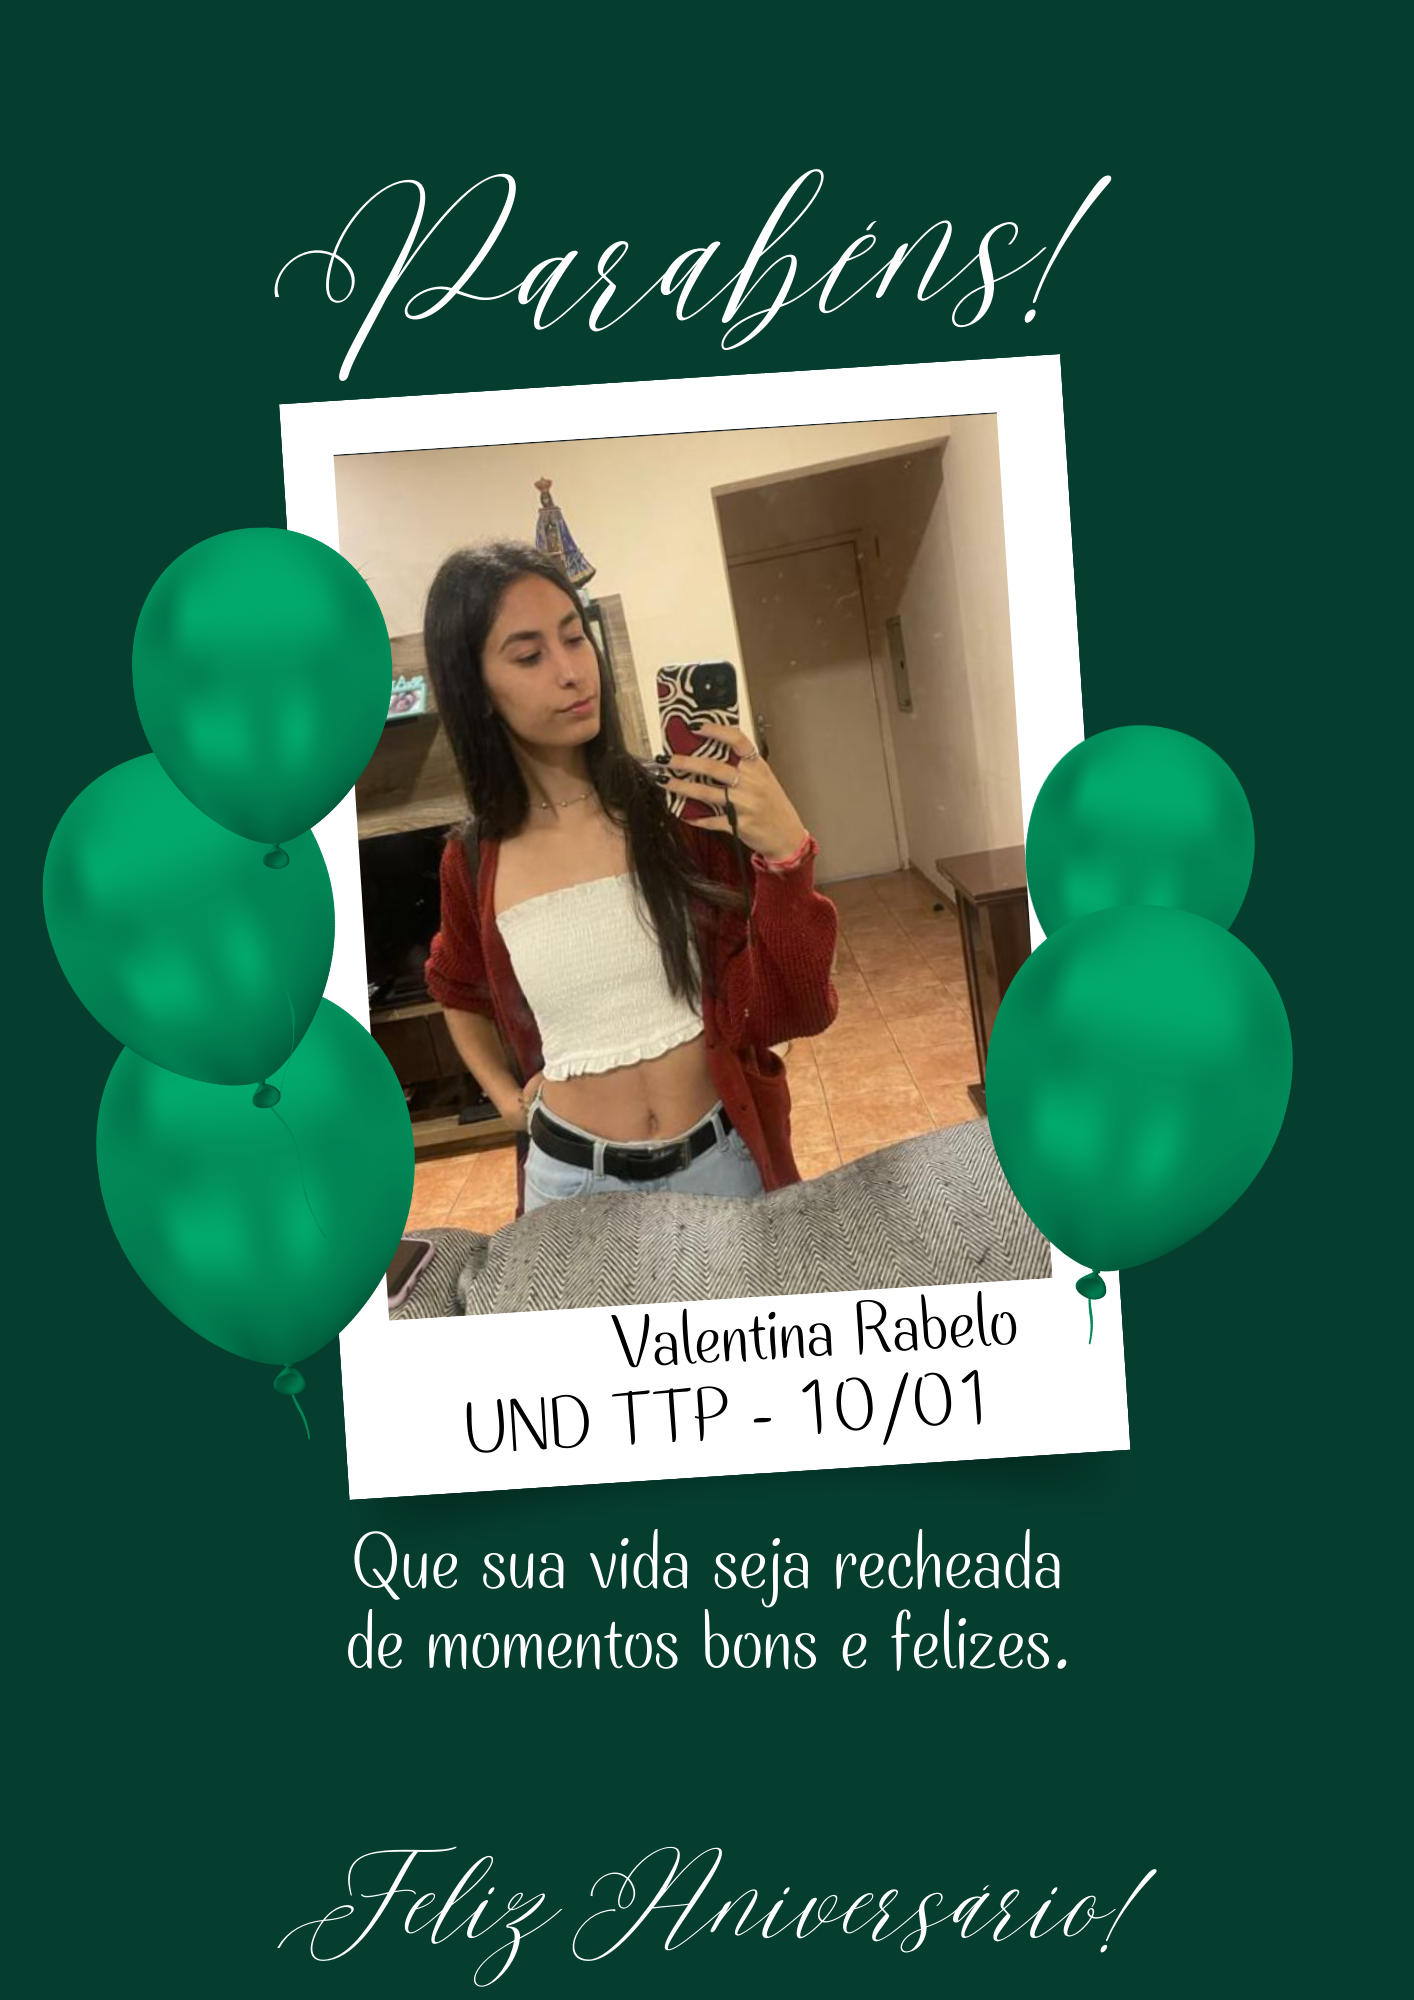 Parabéns!
Valentina Rabelo
UND TTP - 10/01
Que sua vida seja recheada
de momentos bons e felizes.
Feliz Aniversário!